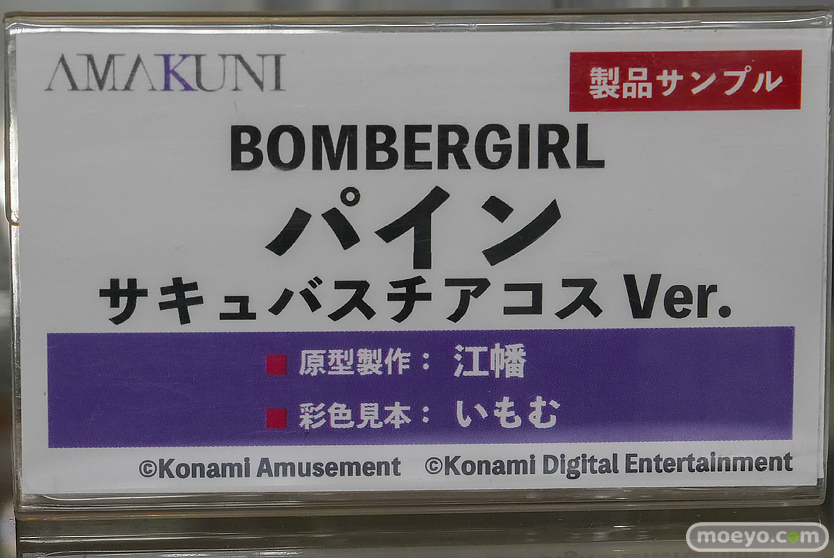 AMAKUNI
製品サンプル
BOMBERGIRL
パイン
サキュバスチアコス Ver.
■ 原型製作： 江幡
■ 彩色見本： いもむ
©Konami Amusement ©Konami Digital Entertainment
moeyo.com